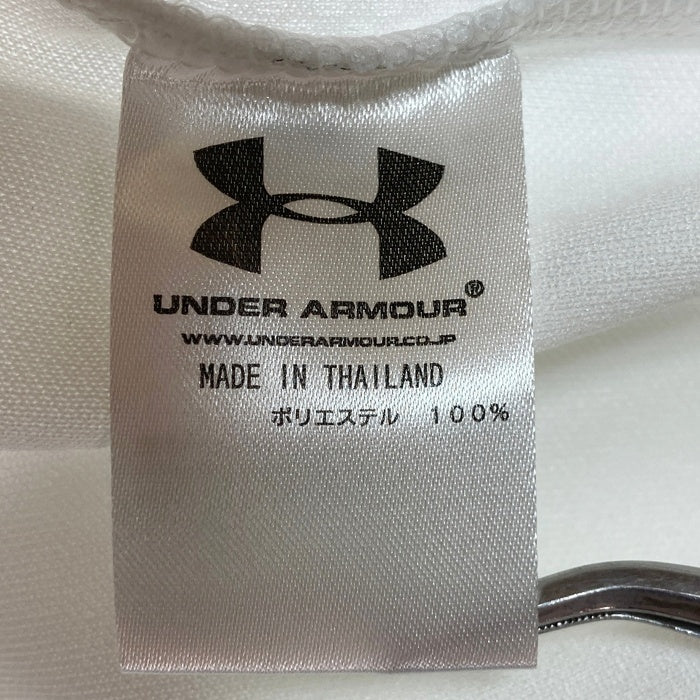 UNDER ARMOUR®
WWW.UNDERARMOUR.CO.JP
MADE IN THAILAND
ポリエステル 100%